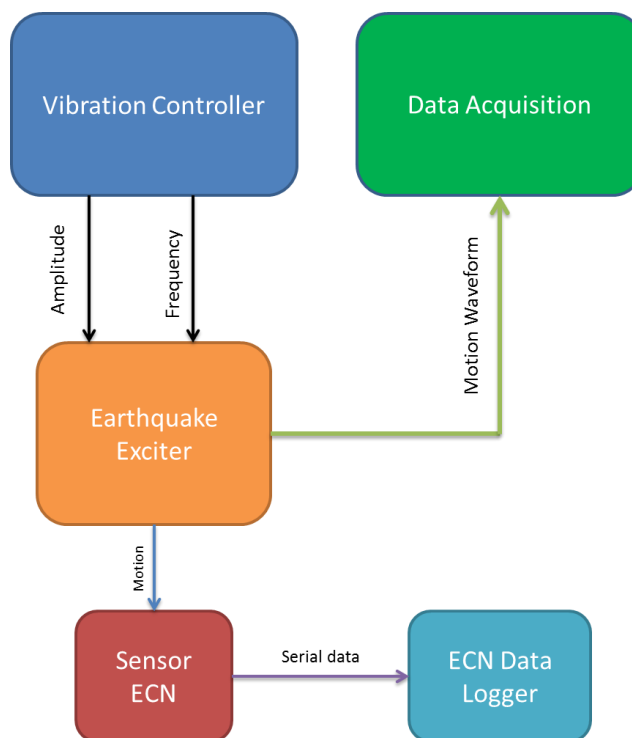 Vibration Controller
Data Acquisition
Amplitude
Frequency
Motion Waveform
Earthquake
Exciter
Motion
Sensor
ECN
Serial data
ECN Data
Logger